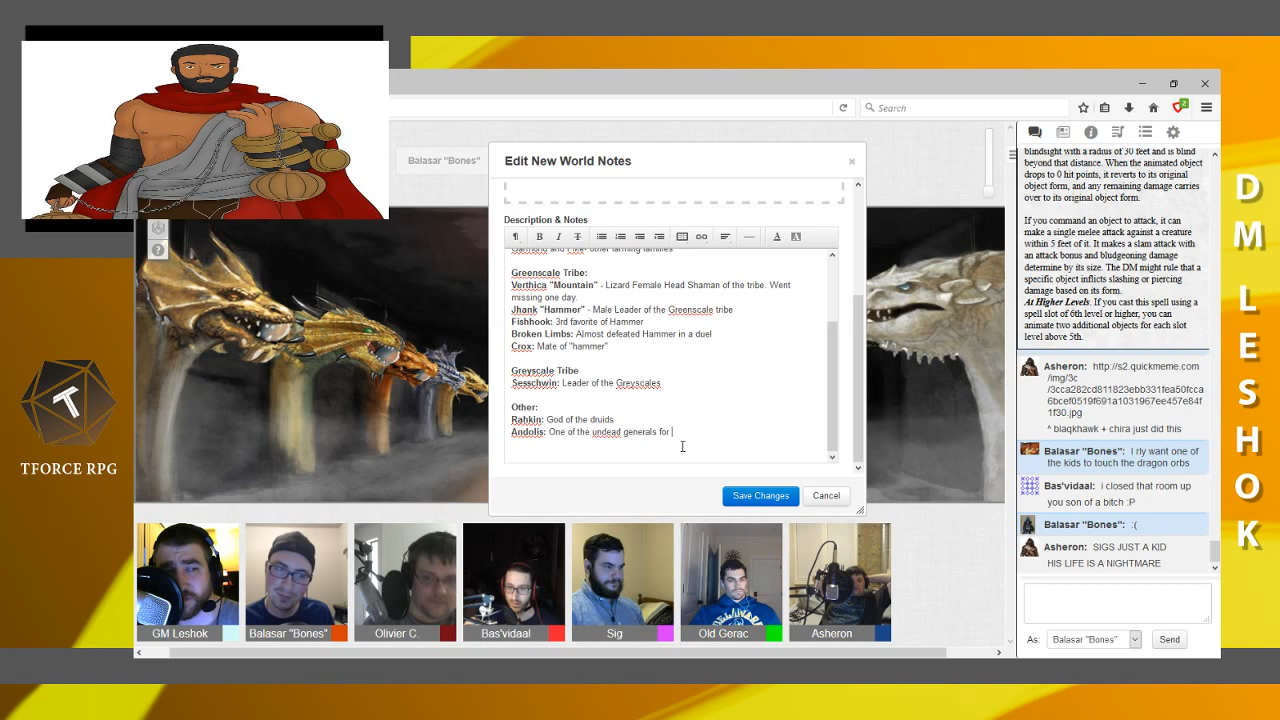 Search
2
Balasar "Bones"
Edit New World Notes
Description & Notes
Garmond and Pike- other farming families
Greenscale Tribe:
Verthica "Mountain" - Lizard Female Head Shaman of the tribe. Went
missing one day.
Jhank "Hammer" - Male Leader of the Greenscale tribe
Fishhook: 3rd favorite of Hammer
Broken Limbs: Almost defeated Hammer in a duel
Crox: Mate of "hammer"
Greyscale Tribe
Sesschwin: Leader of the Greyscales
Other:
Rahkin: God of the druids
Andolis: One of the undead generals for
Save Changes
Cancel
blindsight with a radius of 30 feet and is blind
beyond that distance. When the animated object
drops to 0 hit points, it reverts to its original
object form, and any remaining damage carries
over to its original object form.
If you command an object to attack, it can
make a single melee attack against a creature
within 5 feet of it. It makes a slam attack with
an attack bonus and bludgeoning damage
determine by its size. The DM might rule that a
specific object inflicts slashing or piercing
damage based on its form.
At Higher Levels. If you cast this spell using a
spell slot of 6th level or higher, you can
animate two additional objects for each slot
level above 5th.
Asheron: http://s2.quickmeme.com
/img/3c
/3cca282cd811823ebb331fea50fcca
6bcef0519f691a1031967ee457e84f
1f30.jpg
^ blaqkhawk + chira just did this
Balasar "Bones": I rly want one of
the kids to touch the dragon orbs
Bas'vidaal: i closed that room up
you son of a bitch :P
Balasar "Bones": :(
Asheron: SIGS JUST A KID
HIS LIFE IS A NIGHTMARE
As: Balasar "Bones" Send
GM Leshok
Balasar "Bones"
Olivier C.
Bas'vidaal
Sig
Old Gerac
Asheron
T
TFORCE RPG
DM LESHOK